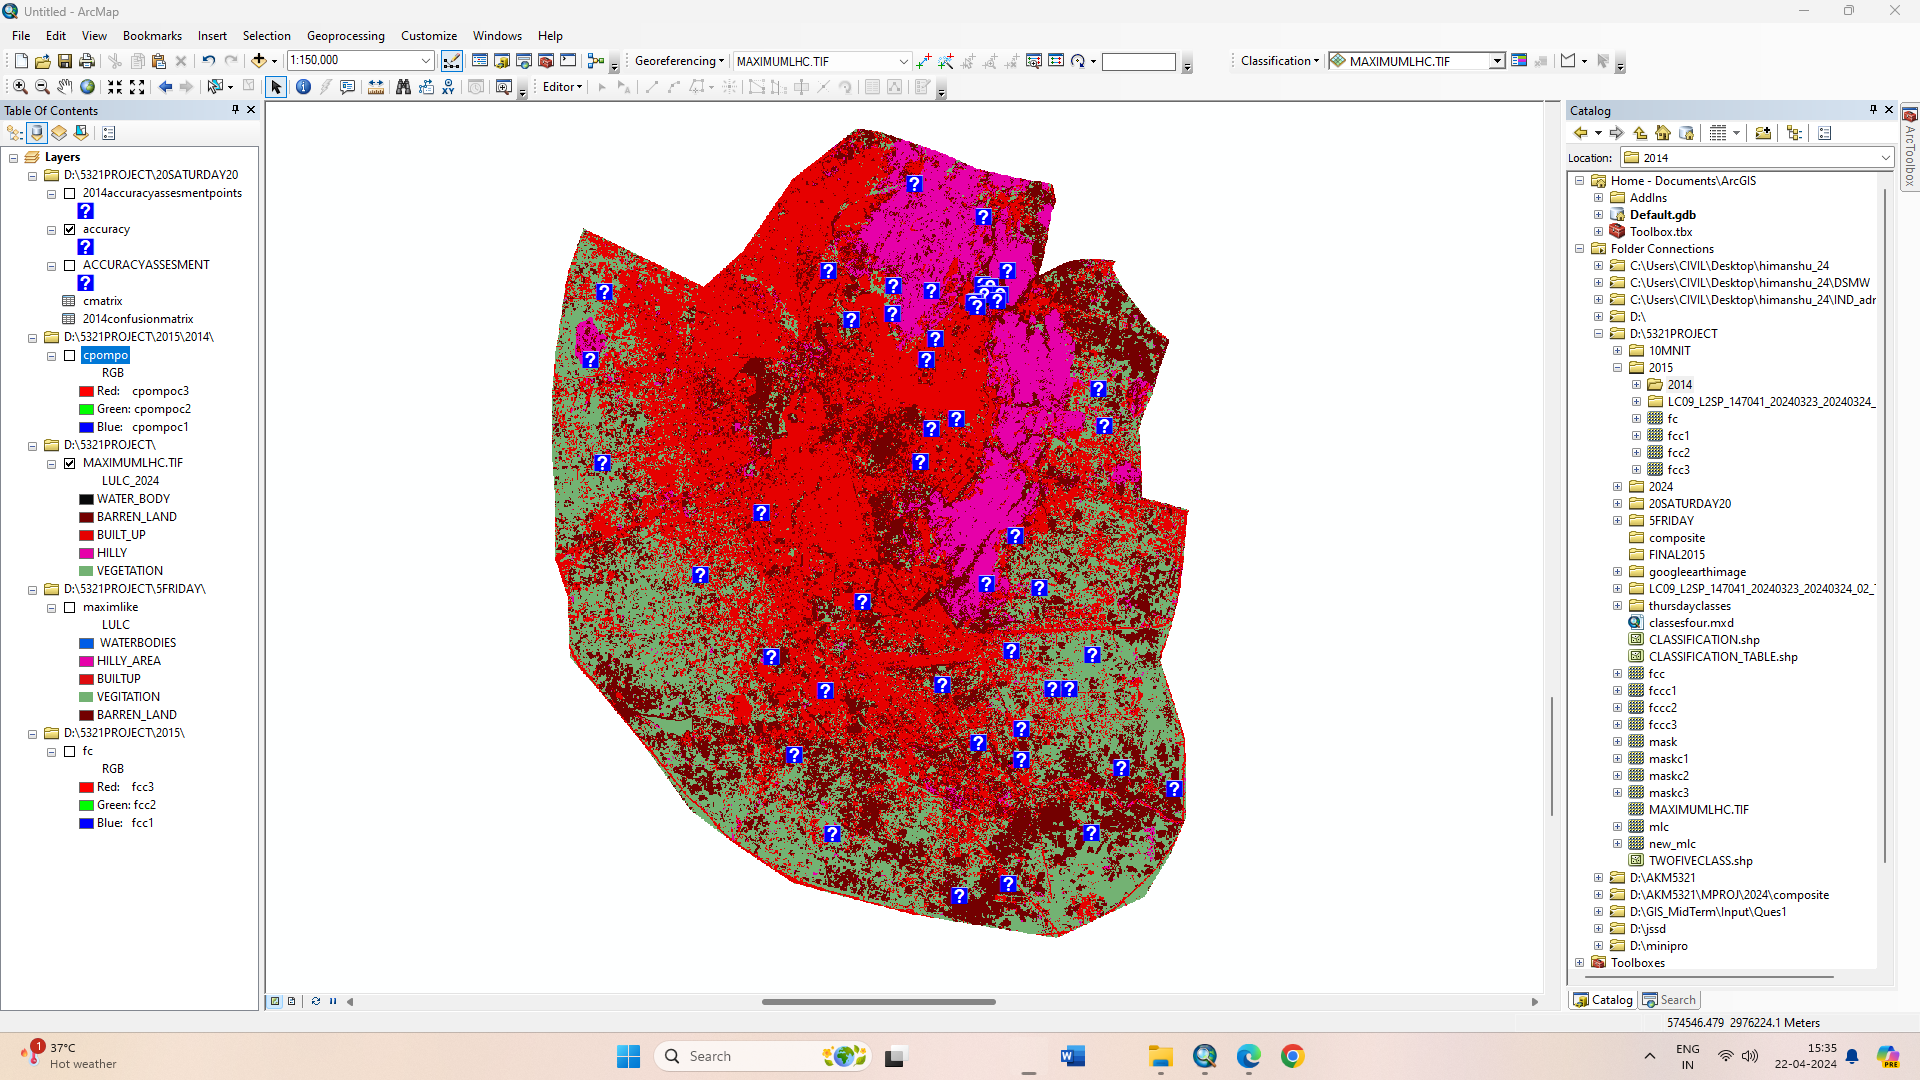 Untitled - ArcMap
File Edit View Bookmarks Insert Selection Geoprocessing Customize Windows Help
1:150,000
Georeferencing
MAXIMUMLHC.TIF
Classification
MAXIMUMLHC.TIF
Editor
Table Of Contents
Layers
D:\5321PROJECT\20SATURDAY20
2014accuracyassesmentpoints
?
accuracy
?
ACCURACYASSESMENT
?
cmatrix
2014confusionmatrix
D:\5321PROJECT\2015\2014\
cpompo
RGB
Red: cpompoc3
Green: cpompoc2
Blue: cpompoc1
D:\5321PROJECT\
MAXIMUMLHC.TIF
LULC_2024
WATER_BODY
BARREN_LAND
BUILT_UP
HILLY
VEGETATION
D:\5321PROJECT\5FRIDAY\
maximlike
LULC
WATERBODIES
HILLY_AREA
BUILTUP
VEGITATION
BARREN_LAND
D:\5321PROJECT\2015\
fc
RGB
Red: fcc3
Green: fcc2
Blue: fcc1
Catalog
Location: 2014
Home - Documents\ArcGIS
AddIns
Default.gdb
Toolbox.tbx
Folder Connections
C:\Users\CIVIL\Desktop\himanshu_24
C:\Users\CIVIL\Desktop\himanshu_24\DSMW
C:\Users\CIVIL\Desktop\himanshu_24\IND_adr
D:\
D:\5321PROJECT
10MNIT
2015
2014
LC09_L2SP_147041_20240323_20240324_
fc
fcc1
fcc2
fcc3
2024
20SATURDAY20
5FRIDAY
composite
FINAL2015
googleearthimage
LC09_L2SP_147041_20240323_20240324_02_
thursdayclasses
classesfour.mxd
CLASSIFICATION.shp
CLASSIFICATION_TABLE.shp
fcc
fccc1
fccc2
fccc3
mask
maskc1
maskc2
maskc3
MAXIMUMLHC.TIF
mlc
new_mlc
TWOFIVECLASS.shp
D:\AKM5321
D:\AKM5321\MPROJ\2024\composite
D:\GIS_MidTerm\Input\Ques1
D:\jssd
D:\minipro
Toolboxes
Catalog
Search
ArcToolbox
574546.479 2976224.1 Meters
1
37°C
Hot weather
Search
ENG
IN
15:35
22-04-2024
PRE